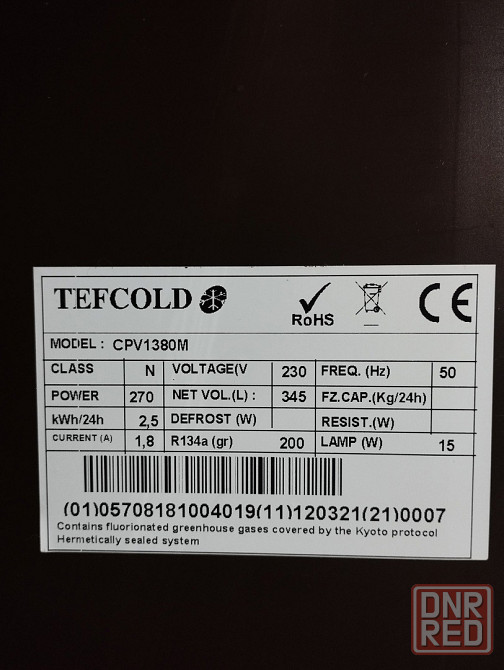 TEFCOLD
RoHS
CE
MODEL : CPV1380M
CLASS N VOLTAGE(V 230 FREQ. (Hz) 50
POWER 270 NET VOL.(L) : 345 FZ.CAP.(Kg/24h)
kWh/24h 2,5 DEFROST (W) RESIST.(W)
CURRENT (A) 1,8 R134a (gr) 200 LAMP (W) 15
(01)05708181004019(11)120321(21)0007
Contains fluorionated greenhouse gases covered by the Kyoto protocol
Hermetically sealed system
DNR
RED